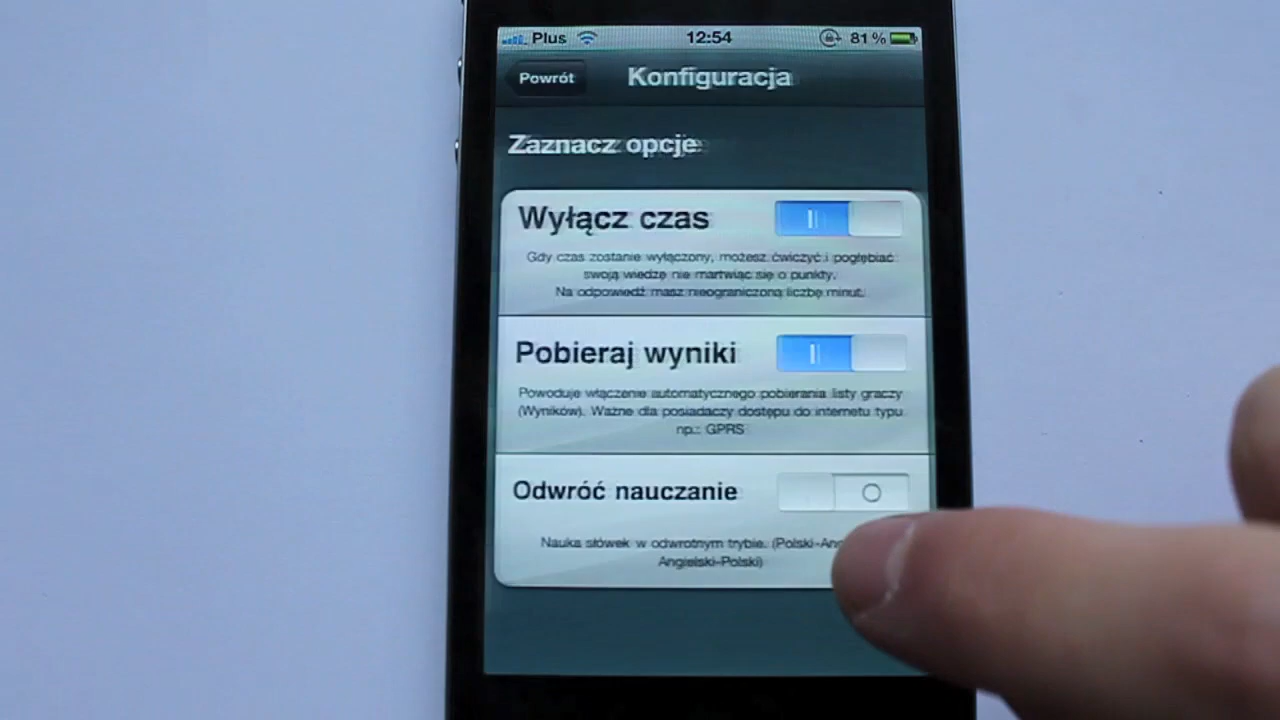 Plus 12:54 81 %
Powrót Konfiguracja
Zaznacz opcje
Wyłącz czas
Gdy czas zostanie wyłączony, możesz ćwiczyć i pogłębiać
swoją wiedzę nie martwiąc się o punkty.
Na odpowiedź masz nieograniczoną liczbę minut.
Pobieraj wyniki
Powoduje włączenie automatycznego pobierania listy graczy
(Wyników). Ważne dla posiadaczy dostępu do internetu typu
np.: GPRS
Odwróć nauczanie
Nauka słówek w odwrotnym trybie. (Polski-Ang
Angielski-Polski)